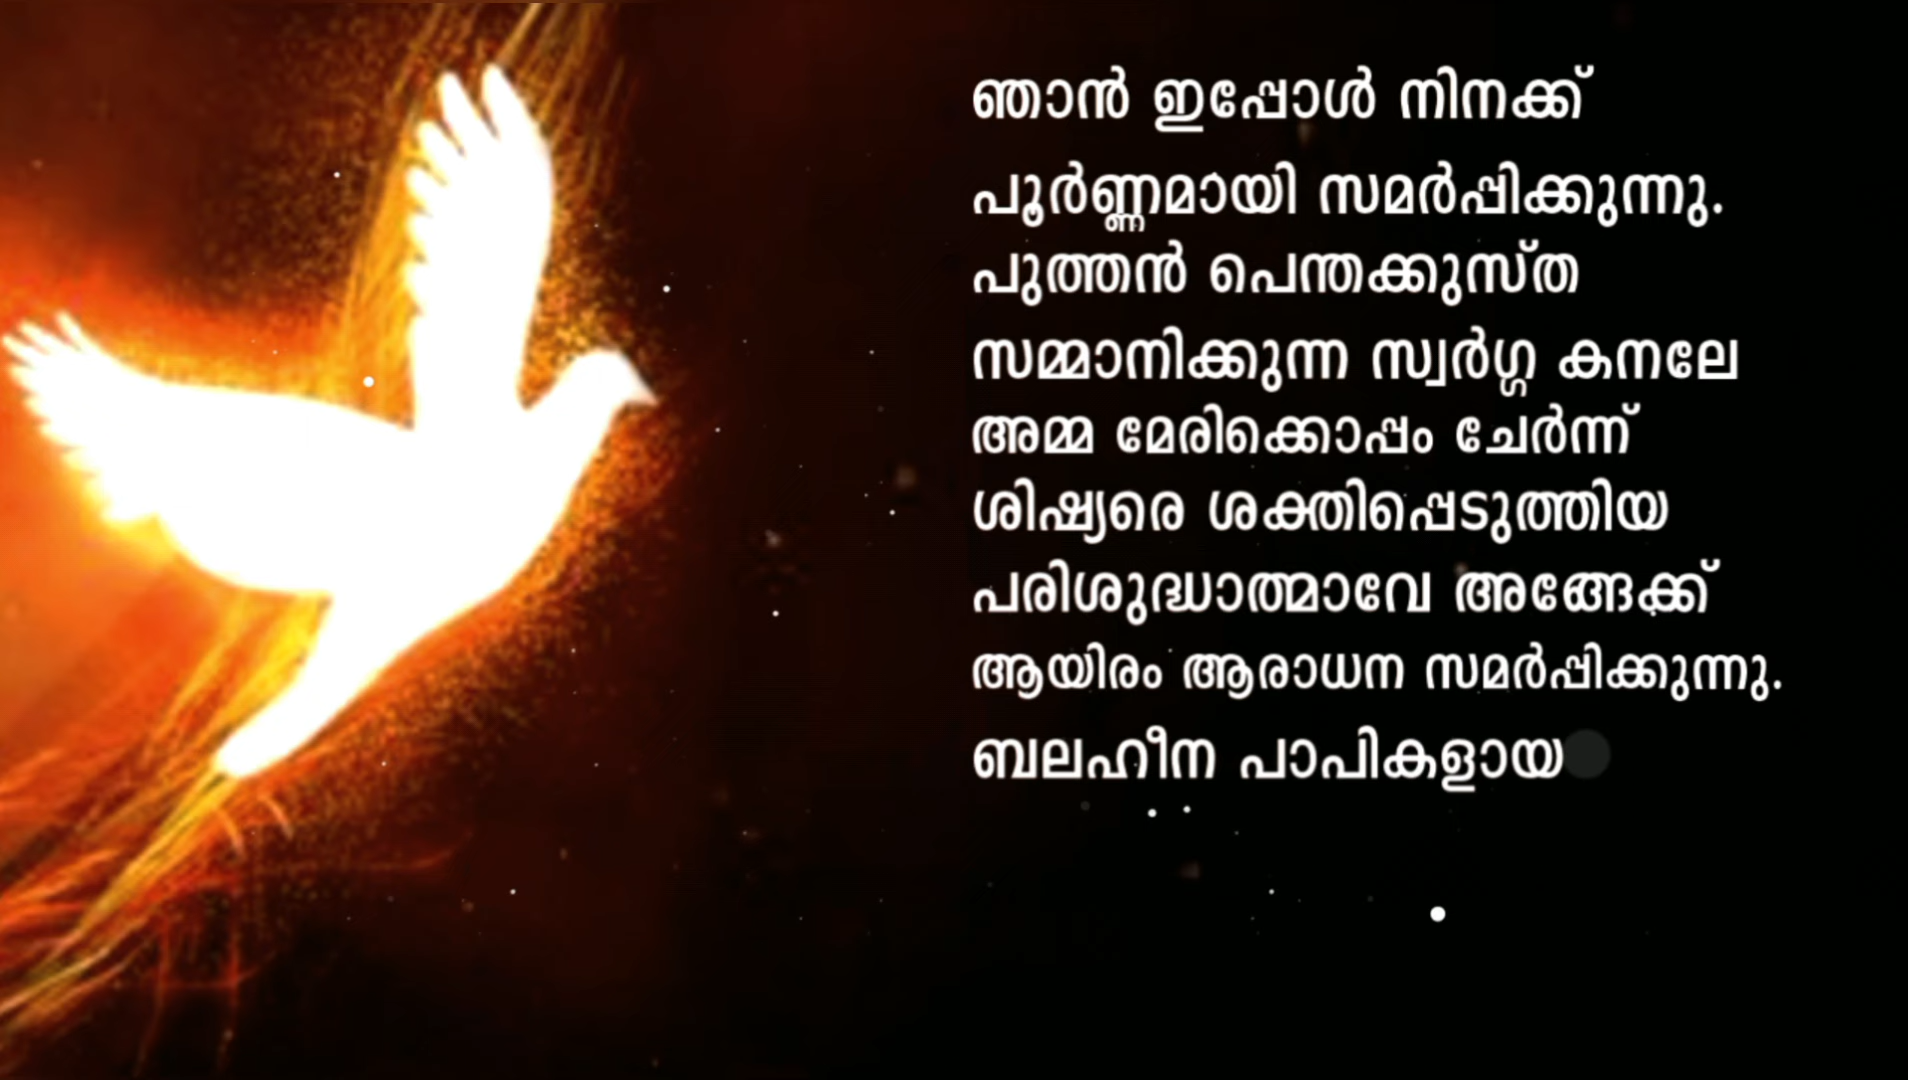 ഞാൻ ഇപ്പോൾ നിനക്ക്
പൂർണ്ണമായി സമർപ്പിക്കുന്നു.
പുത്തൻ പെന്തക്കുസ്ത
സമ്മാനിക്കുന്ന സ്വർഗ്ഗ കനലേ
അമ്മ മേരിക്കൊപ്പം ചേർന്ന്
ശിഷ്യരെ ശക്തിപ്പെടുത്തിയ
പരിശുദ്ധാത്മാവേ അങ്ങേക്ക്
ആയിരം ആരാധന സമർപ്പിക്കുന്നു.
ബലഹീന പാപികളായ